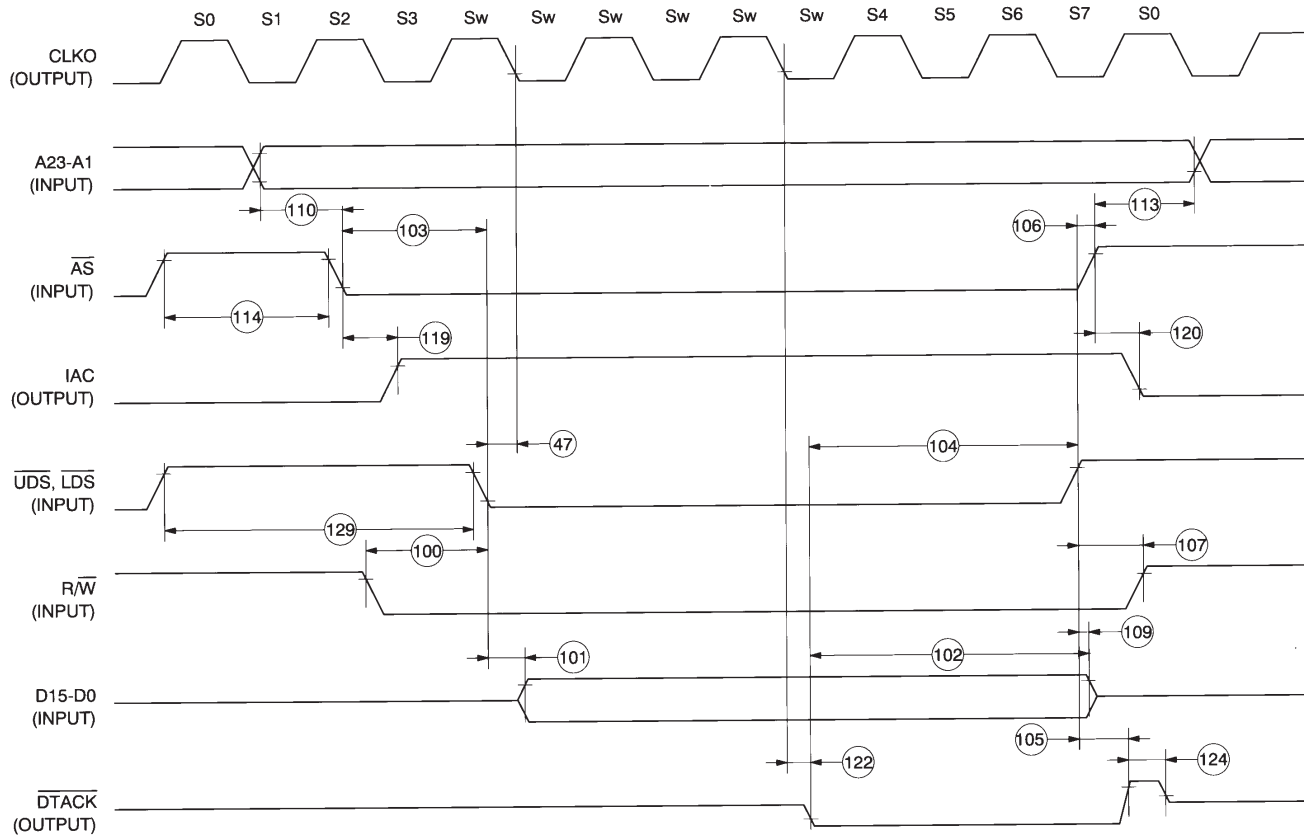 S0 S1 S2 S3 Sw Sw Sw Sw Sw Sw S4 S5 S6 S7 S0
CLKO
(OUTPUT)
A23-A1
(INPUT)
110
103
106
113
AS
(INPUT)
114
119
120
IAC
(OUTPUT)
47
104
UDS, LDS
(INPUT)
129
100
107
R/W
(INPUT)
101
102
109
D15-D0
(INPUT)
105
122
124
DTACK
(OUTPUT)